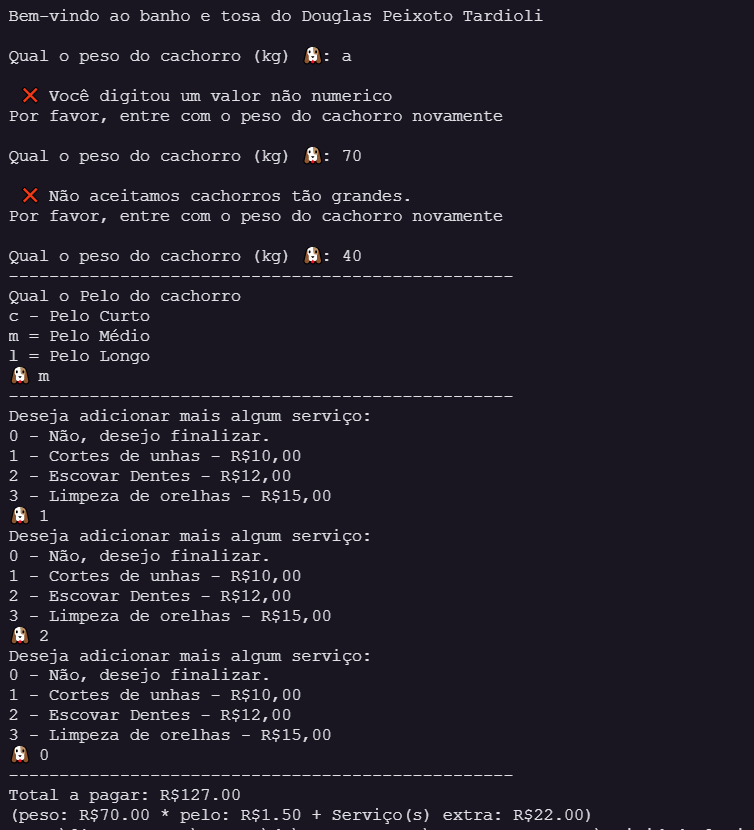 Bem-vindo ao banho e tosa do Douglas Peixoto Tardioli
Qual o peso do cachorro (kg) 🐶: a
❌ Você digitou um valor não numerico
Por favor, entre com o peso do cachorro novamente
Qual o peso do cachorro (kg) 🐶: 70
❌ Não aceitamos cachorros tão grandes.
Por favor, entre com o peso do cachorro novamente
Qual o peso do cachorro (kg) 🐶: 40
--------------------------------------------------
Qual o Pelo do cachorro
c - Pelo Curto
m = Pelo Médio
l = Pelo Longo
🐶 m
--------------------------------------------------
Deseja adicionar mais algum serviço:
0 - Não, desejo finalizar.
1 - Cortes de unhas - R$10,00
2 - Escovar Dentes - R$12,00
3 - Limpeza de orelhas - R$15,00
🐶 1
Deseja adicionar mais algum serviço:
0 - Não, desejo finalizar.
1 - Cortes de unhas - R$10,00
2 - Escovar Dentes - R$12,00
3 - Limpeza de orelhas - R$15,00
🐶 2
Deseja adicionar mais algum serviço:
0 - Não, desejo finalizar.
1 - Cortes de unhas - R$10,00
2 - Escovar Dentes - R$12,00
3 - Limpeza de orelhas - R$15,00
🐶 0
--------------------------------------------------
Total a pagar: R$127.00
(peso: R$70.00 * pelo: R$1.50 + Serviço(s) extra: R$22.00)